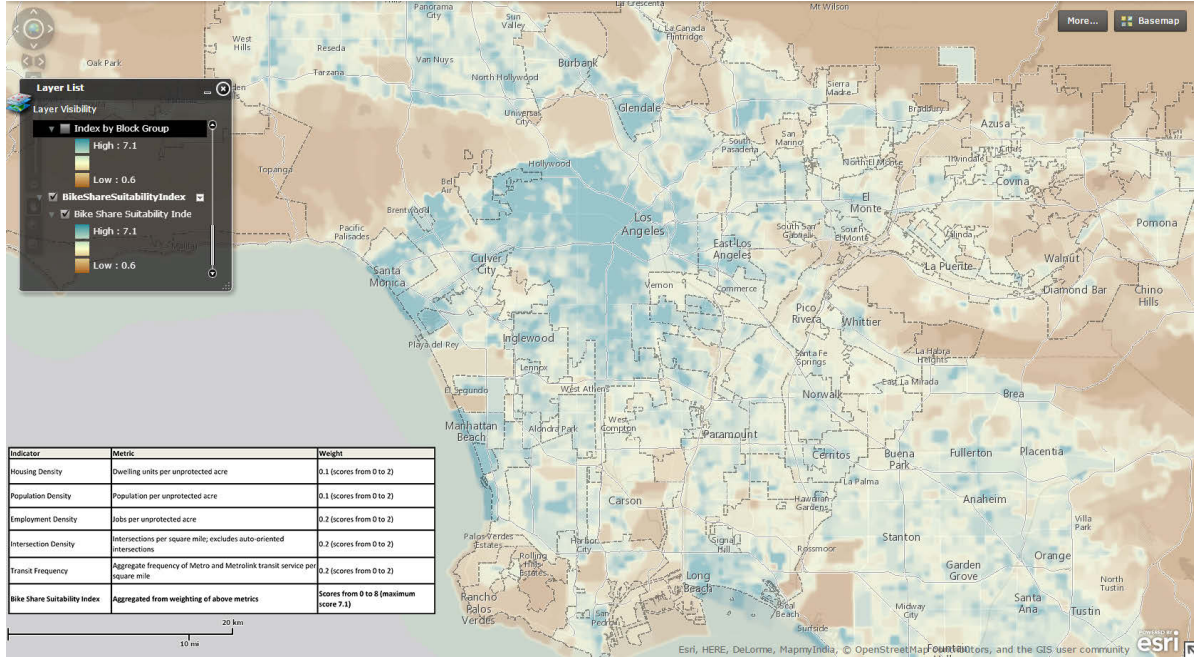 More...
Basemap
Layer List
Layer Visibility
Index by Block Group
High : 7.1
Low : 0.6
BikeShareSuitabilityIndex
Bike Share Suitability Inde
High : 7.1
Low : 0.6
Panorama
City
Sun
Valley
La Crescenta
Mt Wilson
La Canada
Flintridge
West
Hills
Reseda
Van Nuys
Oak Park
Tarzana
North Hollywood
Burbank
Sierra
Madre
Glendale
Bradbury
Universal
City
Azusa
South
Pasadena
San
Marino
Hollywood
North El Monte
Irwindale
Citrus
Topanga
Bel
Air
Covina
El
Monte
Brentwood
Los
Angeles
Pacific
Palisades
South San
Gabriel
South
El Monte
Valinda
Pomona
East Los
Angeles
Culver
City
Santa
Monica
La Puente
Walnut
Vernon
Commerce
Diamond Bar
Chino
Hills
Pico
Rivera
Whittier
Inglewood
Playa del Rey
Santa Fe
Springs
La Habra
Heights
Lennox
El Segundo
West Athens
East La Mirada
Brea
Norwalk
Manhattan
Beach
Alondra Park
West
Compton
Paramount
Cerritos
Buena
Park
Fullerton
Placentia
La Palma
Carson
Hawaiian
Gardens
Anaheim
Villa
Park
Palos Verdes
Estates
Harbor
City
Signal
Hill
Rossmoor
Stanton
Orange
Rolling
Hills
Estates
Garden
Grove
Long
Beach
North
Tustin
Rancho
Palos
Verdes
San
Pedro
Seal
Beach
Midway
City
Santa
Ana
Tustin
Surfside
Fountain
Indicator Metric Weight
Housing Density Dwelling units per unprotected acre 0.1 (scores from 0 to 2)
Population Density Population per unprotected acre 0.1 (scores from 0 to 2)
Employment Density Jobs per unprotected acre 0.2 (scores from 0 to 2)
Intersection Density Intersections per square mile; excludes auto-oriented
intersections 0.2 (scores from 0 to 2)
Transit Frequency Aggregate frequency of Metro and Metrolink transit service per
square mile 0.2 (scores from 0 to 2)
Bike Share Suitability Index Aggregated from weighting of above metrics Scores from 0 to 8 (maximum
score 7.1)
20 km
10 mi
Esri, HERE, DeLorme, MapmyIndia, © OpenStreetMap contributors, and the GIS user community
POWERED BY
esri